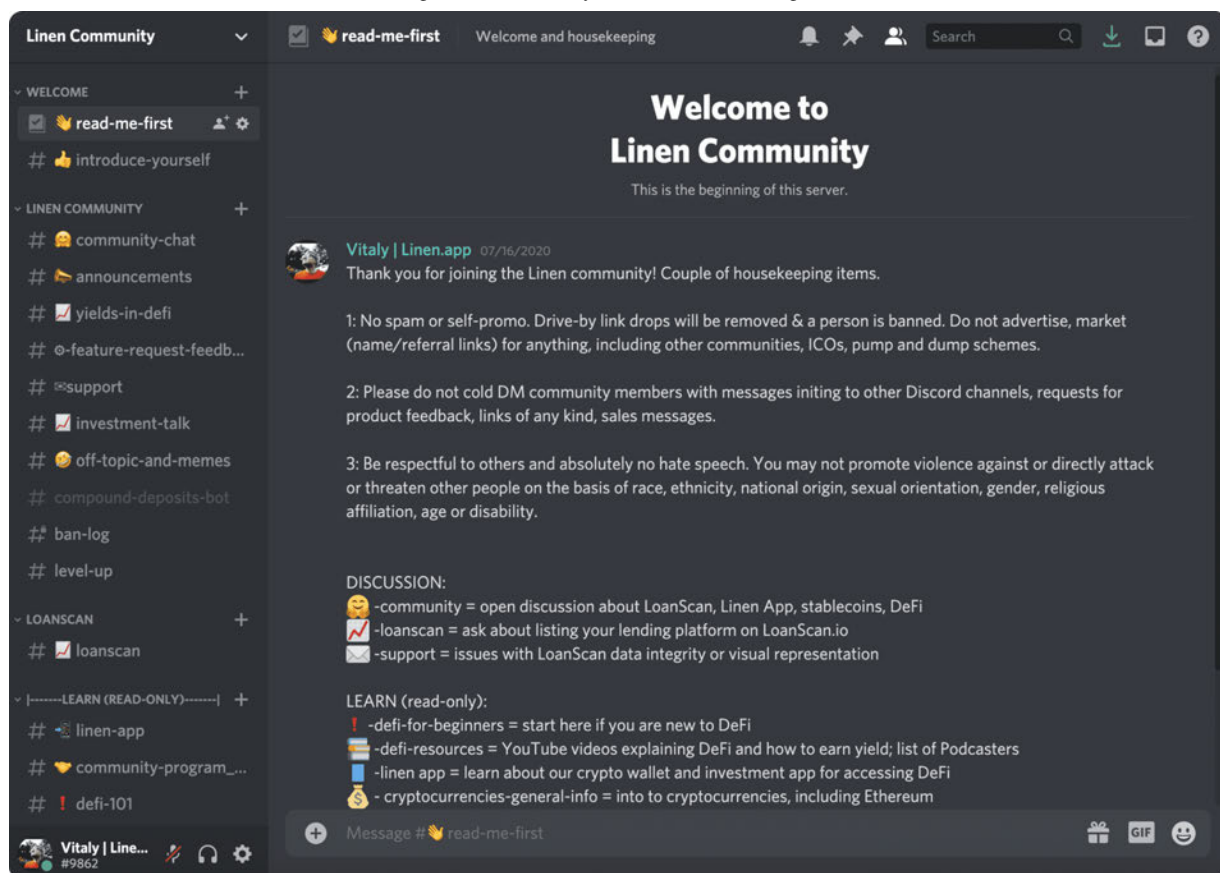 Linen Community
WELCOME
read-me-first
introduce-yourself
LINEN COMMUNITY
community-chat
announcements
yields-in-defi
-feature-request-feedb...
support
investment-talk
off-topic-and-memes
compound-deposits-bot
ban-log
level-up
LOANSCAN
loanscan
|-------LEARN (READ-ONLY)-------|
linen-app
community-program_...
defi-101
Vitaly | Line...
#9862
read-me-first Welcome and housekeeping Search
Welcome to
Linen Community
This is the beginning of this server.
Vitaly | Linen.app 07/16/2020
Thank you for joining the Linen community! Couple of housekeeping items.
1: No spam or self-promo. Drive-by link drops will be removed & a person is banned. Do not advertise, market
(name/referral links) for anything, including other communities, ICOs, pump and dump schemes.
2: Please do not cold DM community members with messages initing to other Discord channels, requests for
product feedback, links of any kind, sales messages.
3: Be respectful to others and absolutely no hate speech. You may not promote violence against or directly attack
or threaten other people on the basis of race, ethnicity, national origin, sexual orientation, gender, religious
affiliation, age or disability.
DISCUSSION:
-community = open discussion about LoanScan, Linen App, stablecoins, DeFi
-loanscan = ask about listing your lending platform on LoanScan.io
-support = issues with LoanScan data integrity or visual representation
LEARN (read-only):
-defi-for-beginners = start here if you are new to DeFi
-defi-resources = YouTube videos explaining DeFi and how to earn yield; list of Podcasters
-linen app = learn about our crypto wallet and investment app for accessing DeFi
- cryptocurrencies-general-info = into to cryptocurrencies, including Ethereum
Message # read-me-first GIF